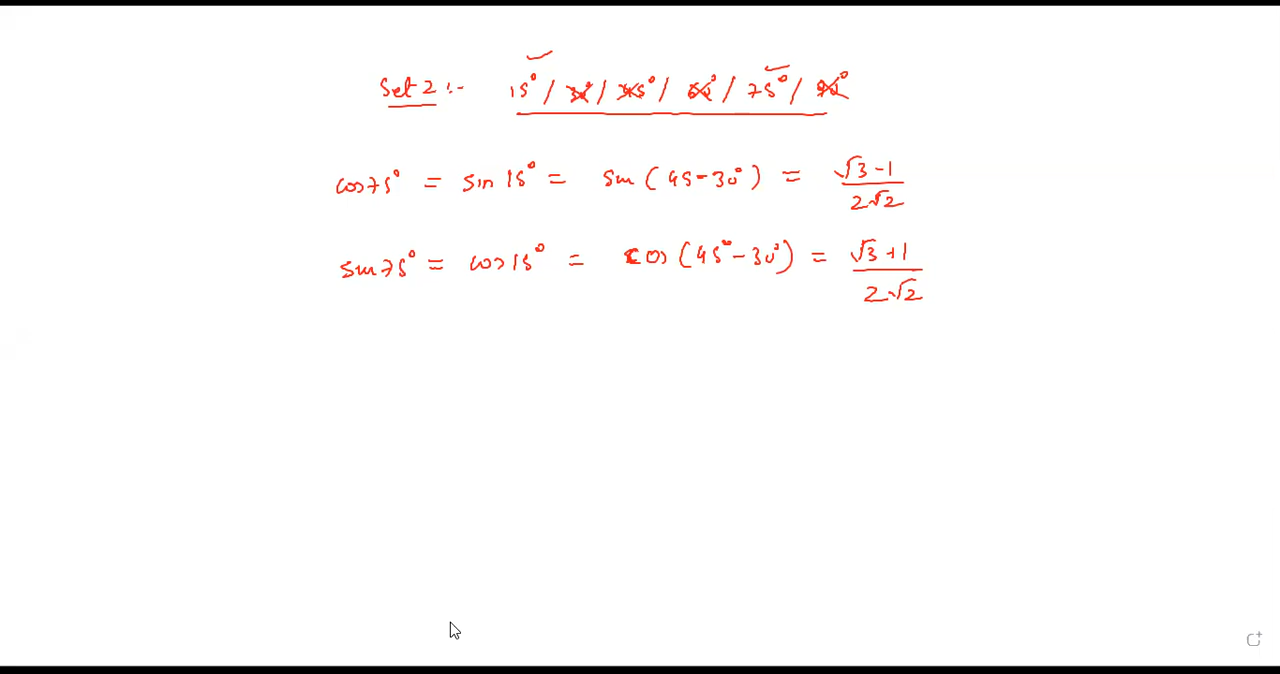 Set 2 :- 15° / 30° / 45° / 60° / 75° / 90°
cos75° = sin 15° = sin (45-30°) = √3-1/2√2
sin75° = cos15° = cos (45°-30°) = √3+1/2√2